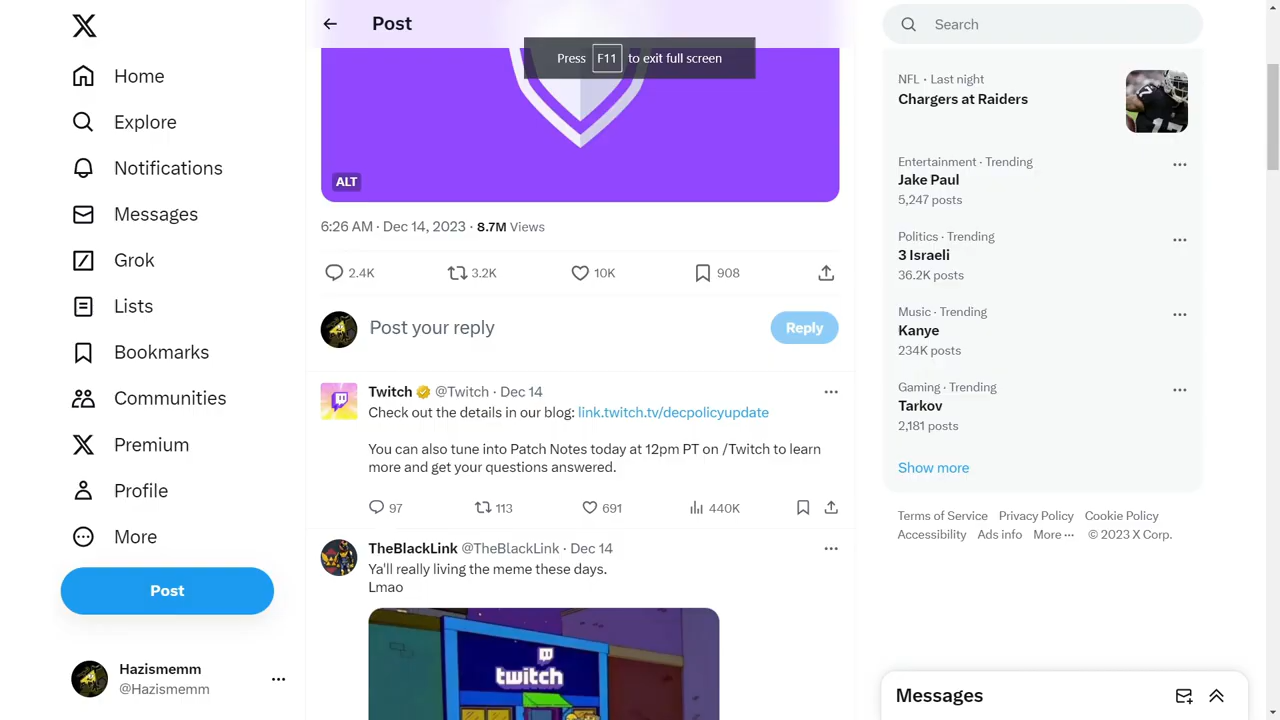 Home
Explore
Notifications
Messages
Grok
Lists
Bookmarks
Communities
Premium
Profile
More
Post
Hazismemm
@Hazismemm
Post
Press F11 to exit full screen
ALT
6:26 AM · Dec 14, 2023 · 8.7M Views
2.4K 3.2K 10K 908
Post your reply
Reply
Twitch @Twitch · Dec 14
Check out the details in our blog: link.twitch.tv/decpolicyupdate
You can also tune into Patch Notes today at 12pm PT on /Twitch to learn
more and get your questions answered.
97 113 691 440K
TheBlackLink @TheBlackLink · Dec 14
Ya'll really living the meme these days.
Lmao
twitch
Search
NFL · Last night
Chargers at Raiders
17
Entertainment · Trending
Jake Paul
5,247 posts
Politics · Trending
3 Israeli
36.2K posts
Music · Trending
Kanye
234K posts
Gaming · Trending
Tarkov
2,181 posts
Show more
Terms of Service Privacy Policy Cookie Policy
Accessibility Ads info More ··· © 2023 X Corp.
Messages